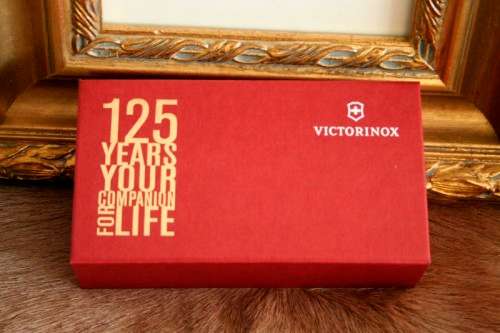 125
YEARS
YOUR
COMPANION
FOR LIFE
VICTORINOX